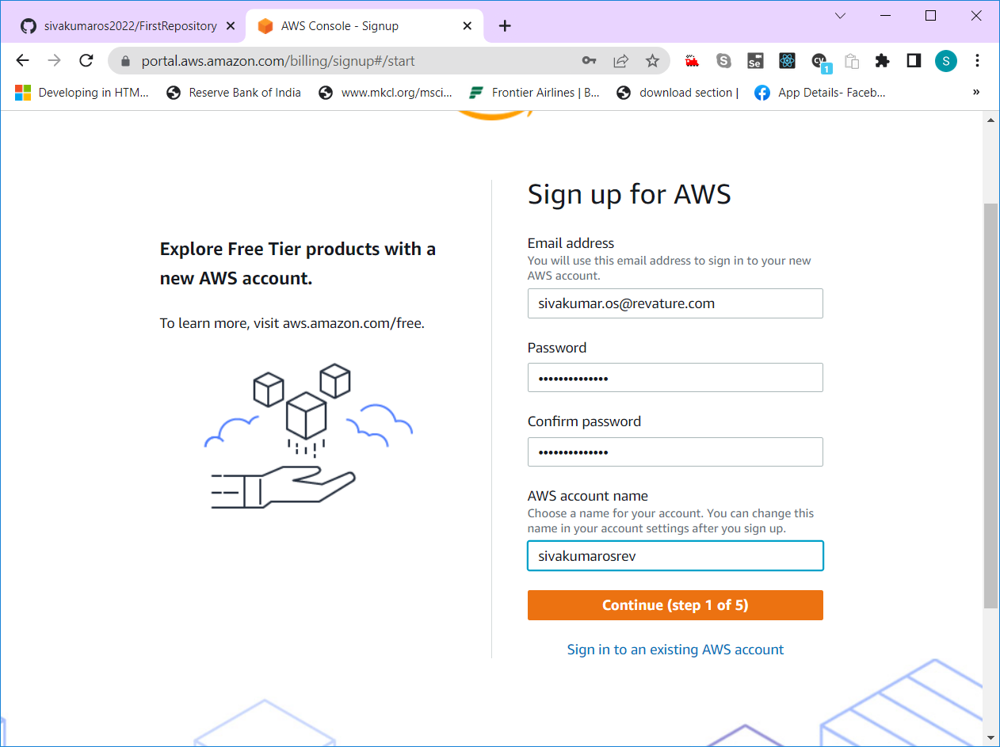 sivakumaros2022/FirstRepository
AWS Console - Signup
portal.aws.amazon.com/billing/signup#/start
Se
CY
1
S
Developing in HTM...
Reserve Bank of India
www.mkcl.org/msci...
Frontier Airlines | B...
download section |
App Details- Faceb...
»
Explore Free Tier products with a
new AWS account.
To learn more, visit aws.amazon.com/free.
Sign up for AWS
Email address
You will use this email address to sign in to your new
AWS account.
sivakumar.os@revature.com
Password
••••••••••••••
Confirm password
••••••••••••••
AWS account name
Choose a name for your account. You can change this
name in your account settings after you sign up.
sivakumarosrev
Continue (step 1 of 5)
Sign in to an existing AWS account